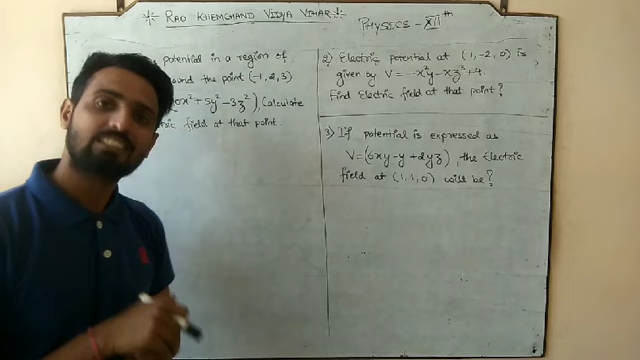 RAO KHEMCHAND VIDYA VIHAR
PHYSICS - XII th
potential in a region of
ound the point (-1, 2, 3)
10x² + 5y² - 3z²), Calculate
tric field at that point.
2) Electric potential at (1, -2, 0) is
given by V = -x²y - xz³ + 4.
Find Electric field at that point?
3) If potential is expressed as
V = (6xy - y + 2yz), the Electric
field at (1, 1, 0) will be?